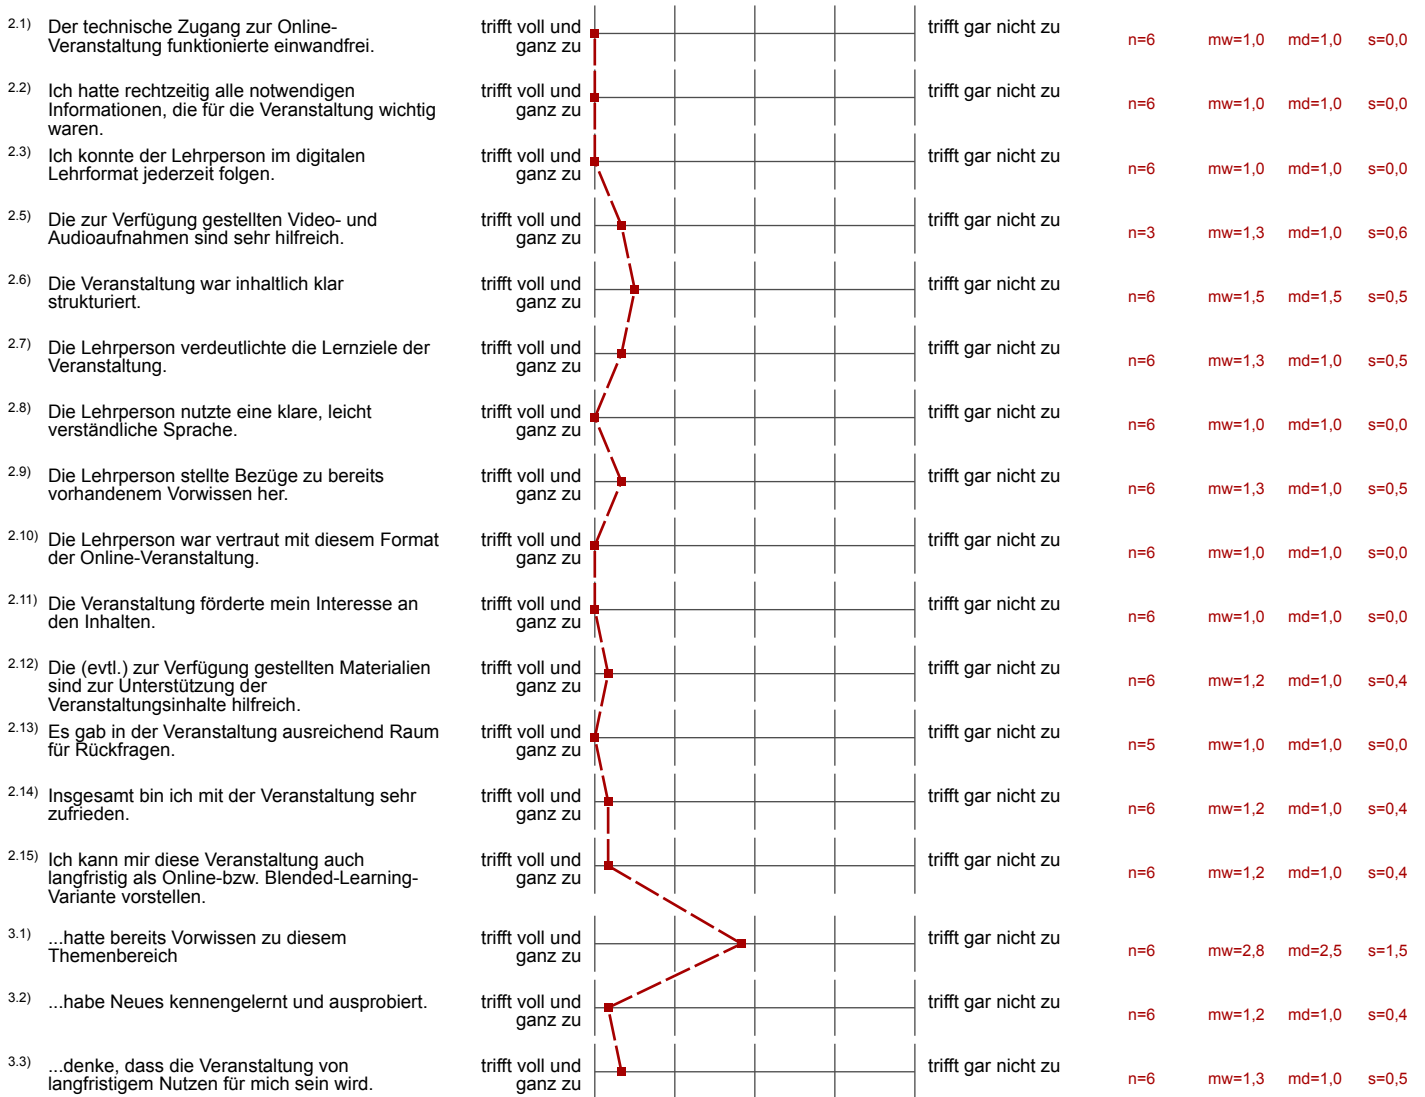 2.1) Der technische Zugang zur Online-
Veranstaltung funktionierte einwandfrei.
trifft voll und
ganz zu
trifft gar nicht zu
n=6 mw=1,0 md=1,0 s=0,0
2.2) Ich hatte rechtzeitig alle notwendigen
Informationen, die für die Veranstaltung wichtig
waren.
trifft voll und
ganz zu
trifft gar nicht zu
n=6 mw=1,0 md=1,0 s=0,0
2.3) Ich konnte der Lehrperson im digitalen
Lehrformat jederzeit folgen.
trifft voll und
ganz zu
trifft gar nicht zu
n=6 mw=1,0 md=1,0 s=0,0
2.5) Die zur Verfügung gestellten Video- und
Audioaufnahmen sind sehr hilfreich.
trifft voll und
ganz zu
trifft gar nicht zu
n=3 mw=1,3 md=1,0 s=0,6
2.6) Die Veranstaltung war inhaltlich klar
strukturiert.
trifft voll und
ganz zu
trifft gar nicht zu
n=6 mw=1,5 md=1,5 s=0,5
2.7) Die Lehrperson verdeutlichte die Lernziele der
Veranstaltung.
trifft voll und
ganz zu
trifft gar nicht zu
n=6 mw=1,3 md=1,0 s=0,5
2.8) Die Lehrperson nutzte eine klare, leicht
verständliche Sprache.
trifft voll und
ganz zu
trifft gar nicht zu
n=6 mw=1,0 md=1,0 s=0,0
2.9) Die Lehrperson stellte Bezüge zu bereits
vorhandenem Vorwissen her.
trifft voll und
ganz zu
trifft gar nicht zu
n=6 mw=1,3 md=1,0 s=0,5
2.10) Die Lehrperson war vertraut mit diesem Format
der Online-Veranstaltung.
trifft voll und
ganz zu
trifft gar nicht zu
n=6 mw=1,0 md=1,0 s=0,0
2.11) Die Veranstaltung förderte mein Interesse an
den Inhalten.
trifft voll und
ganz zu
trifft gar nicht zu
n=6 mw=1,0 md=1,0 s=0,0
2.12) Die (evtl.) zur Verfügung gestellten Materialien
sind zur Unterstützung der
Veranstaltungsinhalte hilfreich.
trifft voll und
ganz zu
trifft gar nicht zu
n=6 mw=1,2 md=1,0 s=0,4
2.13) Es gab in der Veranstaltung ausreichend Raum
für Rückfragen.
trifft voll und
ganz zu
trifft gar nicht zu
n=5 mw=1,0 md=1,0 s=0,0
2.14) Insgesamt bin ich mit der Veranstaltung sehr
zufrieden.
trifft voll und
ganz zu
trifft gar nicht zu
n=6 mw=1,2 md=1,0 s=0,4
2.15) Ich kann mir diese Veranstaltung auch
langfristig als Online-bzw. Blended-Learning-
Variante vorstellen.
trifft voll und
ganz zu
trifft gar nicht zu
n=6 mw=1,2 md=1,0 s=0,4
3.1) ...hatte bereits Vorwissen zu diesem
Themenbereich
trifft voll und
ganz zu
trifft gar nicht zu
n=6 mw=2,8 md=2,5 s=1,5
3.2) ...habe Neues kennengelernt und ausprobiert.
trifft voll und
ganz zu
trifft gar nicht zu
n=6 mw=1,2 md=1,0 s=0,4
3.3) ...denke, dass die Veranstaltung von
langfristigem Nutzen für mich sein wird.
trifft voll und
ganz zu
trifft gar nicht zu
n=6 mw=1,3 md=1,0 s=0,5